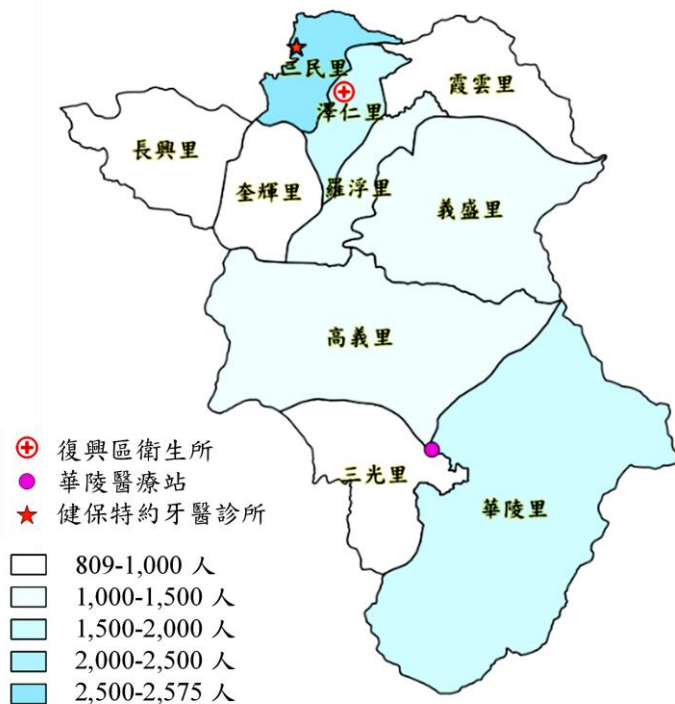 三民里
霞雲里
澤仁里
長興里
奎輝里
羅浮里
義盛里
高義里
三光里
華陵里
復興區衛生所
華陵醫療站
健保特約牙醫診所
809-1,000 人
1,000-1,500 人
1,500-2,000 人
2,000-2,500 人
2,500-2,575 人